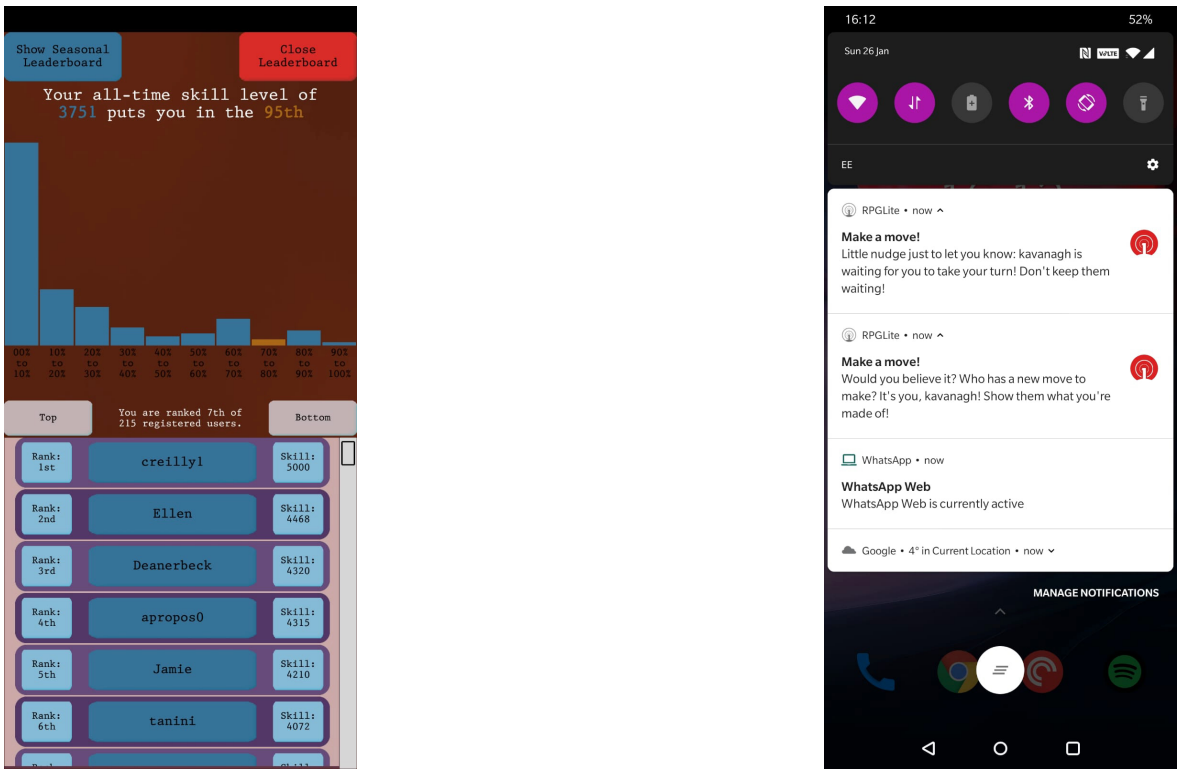 Show Seasonal
Leaderboard
Close
Leaderboard
Your all-time skill level of
3751 puts you in the 95th
00% 10% 20% 30% 40% 50% 60% 70% 80% 90%
to to to to to to to to to to
10% 20% 30% 40% 50% 60% 70% 80% 90% 100%
Top
You are ranked 7th of
215 registered users.
Bottom
Rank:
1st
creilly1
Skill:
5000
Rank:
2nd
Ellen
Skill:
4468
Rank:
3rd
Deanerbeck
Skill:
4320
Rank:
4th
apropos0
Skill:
4315
Rank:
5th
Jamie
Skill:
4210
Rank:
6th
tanini
Skill:
4072
16:12 52%
Sun 26 Jan VoLTE
EE
RPGLite • now
Make a move!
Little nudge just to let you know: kavanagh is
waiting for you to take your turn! Don't keep them
waiting!
RPGLite • now
Make a move!
Would you believe it? Who has a new move to
make? It's you, kavanagh! Show them what you're
made of!
WhatsApp • now
WhatsApp Web
WhatsApp Web is currently active
Google • 4° in Current Location • now
MANAGE NOTIFICATIONS